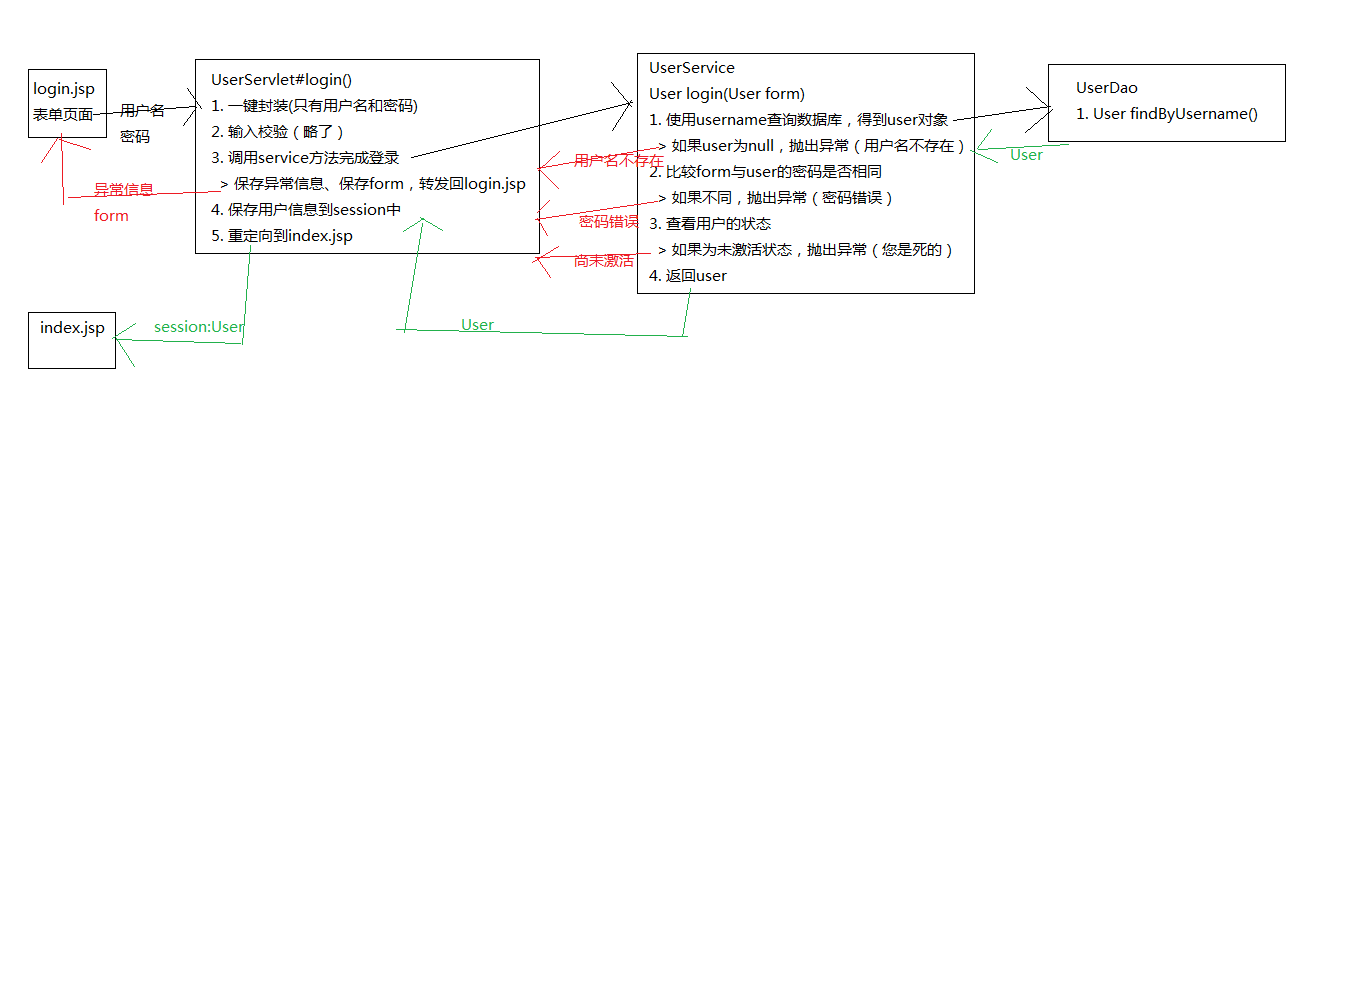 login.jsp
表单页面
用户名
密码
异常信息
form
UserServlet#login()
1. 一键封装(只有用户名和密码)
2. 输入校验（略了）
3. 调用service方法完成登录
> 保存异常信息、保存form，转发回login.jsp
4. 保存用户信息到session中
5. 重定向到index.jsp
用户名不存在
密码错误
尚未激活
UserService
User login(User form)
1. 使用username查询数据库，得到user对象
> 如果user为null，抛出异常（用户名不存在）
2. 比较form与user的密码是否相同
> 如果不同，抛出异常（密码错误）
3. 查看用户的状态
> 如果为未激活状态，抛出异常（您是死的）
4. 返回user
UserDao
1. User findByUsername()
User
index.jsp
session:User
User